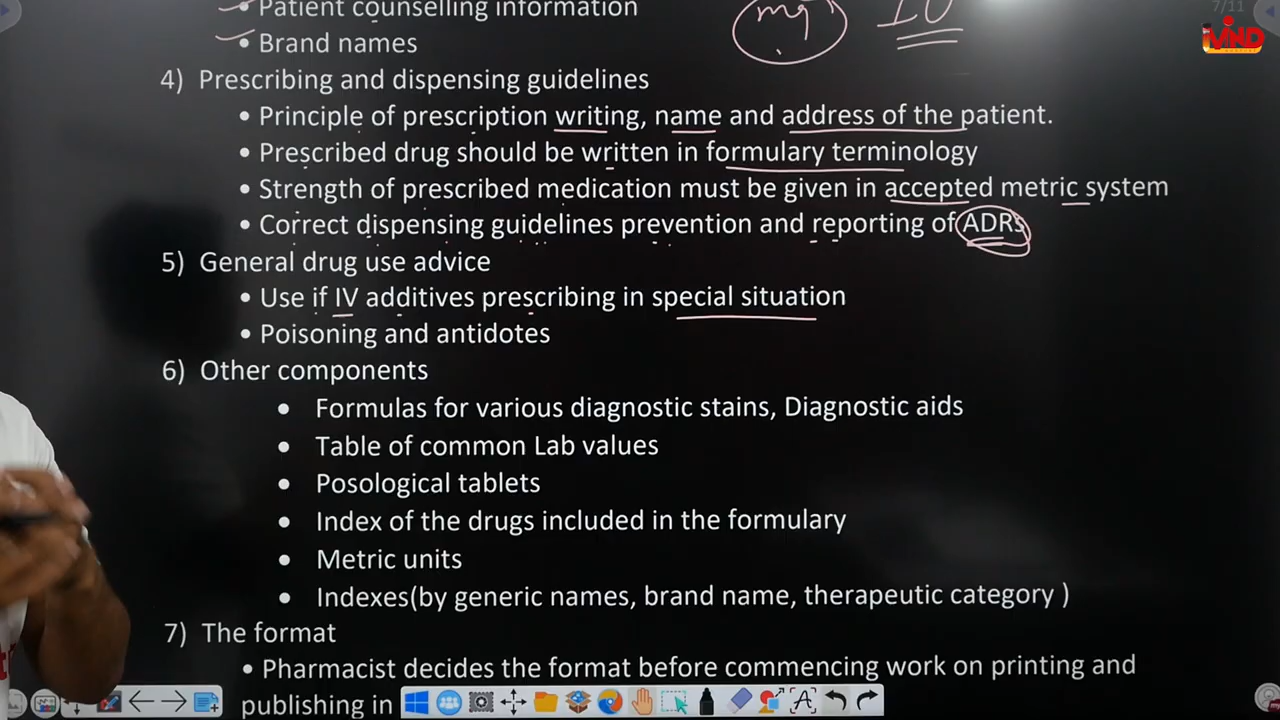 • Patient counselling information
mg
IU
7/11
iMIND
• Brand names
4) Prescribing and dispensing guidelines
• Principle of prescription writing, name and address of the patient.
• Prescribed drug should be written in formulary terminology
• Strength of prescribed medication must be given in accepted metric system
• Correct dispensing guidelines prevention and reporting of ADRs
5) General drug use advice
• Use if IV additives prescribing in special situation
• Poisoning and antidotes
6) Other components
• Formulas for various diagnostic stains, Diagnostic aids
• Table of common Lab values
• Posological tablets
• Index of the drugs included in the formulary
• Metric units
• Indexes(by generic names, brand name, therapeutic category )
7) The format
• Pharmacist decides the format before commencing work on printing and
publishing in